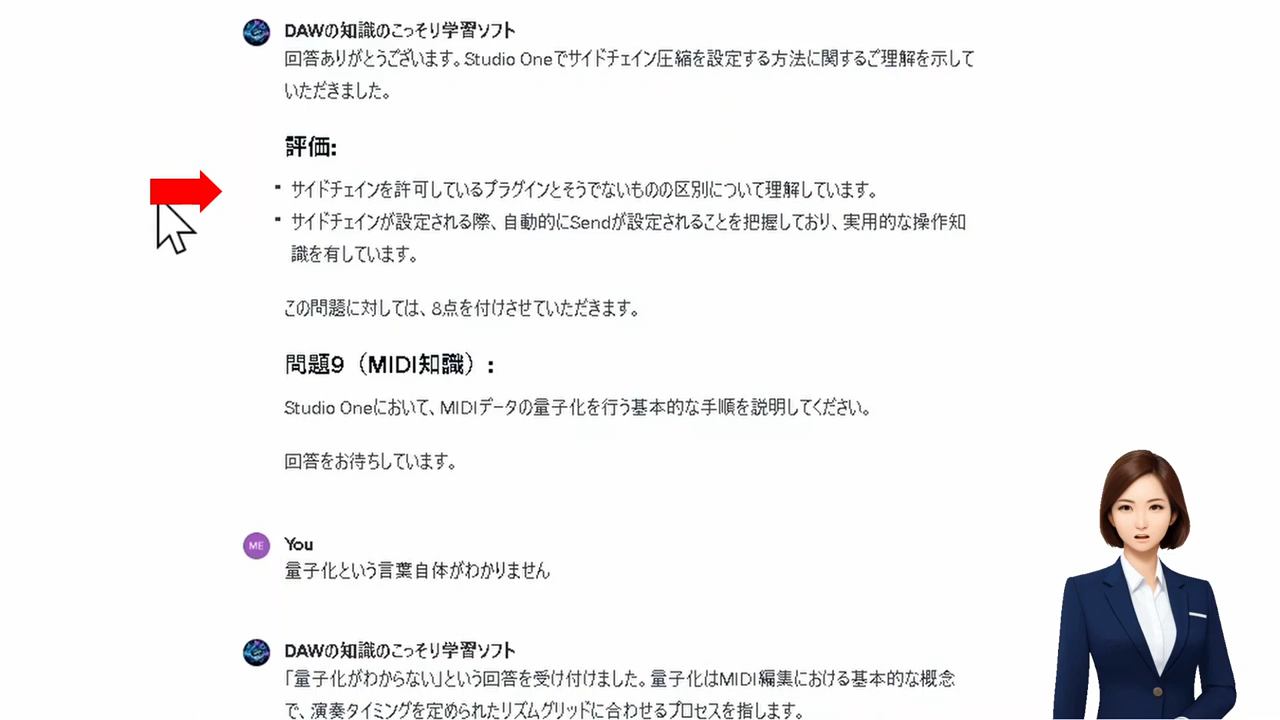 DAWの知識のこっそり学習ソフト
回答ありがとうございます。Studio Oneでサイドチェイン圧縮を設定する方法に関するご理解を示して
いただきました。
評価:
▪ サイドチェインを許可しているプラグインとそうでないものの区別について理解しています。
▪ サイドチェインが設定される際、自動的にSendが設定されることを把握しており、実用的な操作知
識を有しています。
この問題に対しては、8点を付けさせていただきます。
問題9（MIDI知識）:
Studio Oneにおいて、MIDIデータの量子化を行う基本的な手順を説明してください。
回答をお待ちしています。
ME You
量子化という言葉自体がわかりません
DAWの知識のこっそり学習ソフト
「量子化がわからない」という回答を受け付けました。量子化はMIDI編集における基本的な概念
で、演奏タイミングを定められたリズムグリッドに合わせるプロセスを指します。